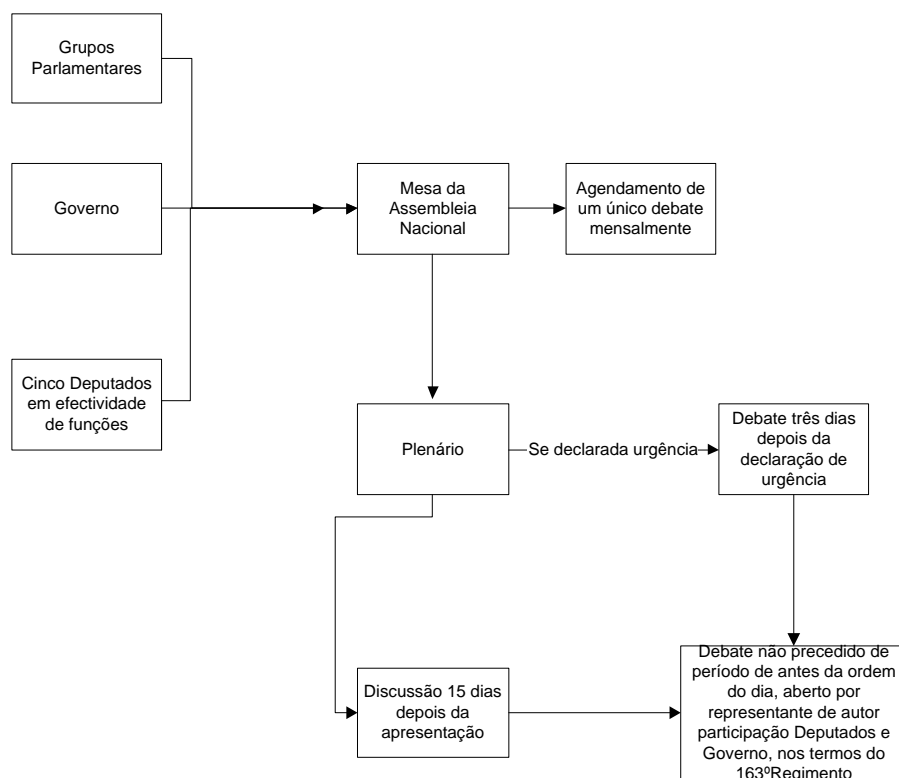 Grupos
Parlamentares
Governo
Mesa da
Assembleia
Nacional
Agendamento de
um único debate
mensalmente
Cinco Deputados
em efectividade
de funções
Plenário
Se declarada urgência
Debate três dias
depois da
declaração de
urgência
Discussão 15 dias
depois da
apresentação
Debate não precedido de
período de antes da ordem
do dia, aberto por
representante de autor
participação Deputados e
Governo, nos termos do
163ºRegimento